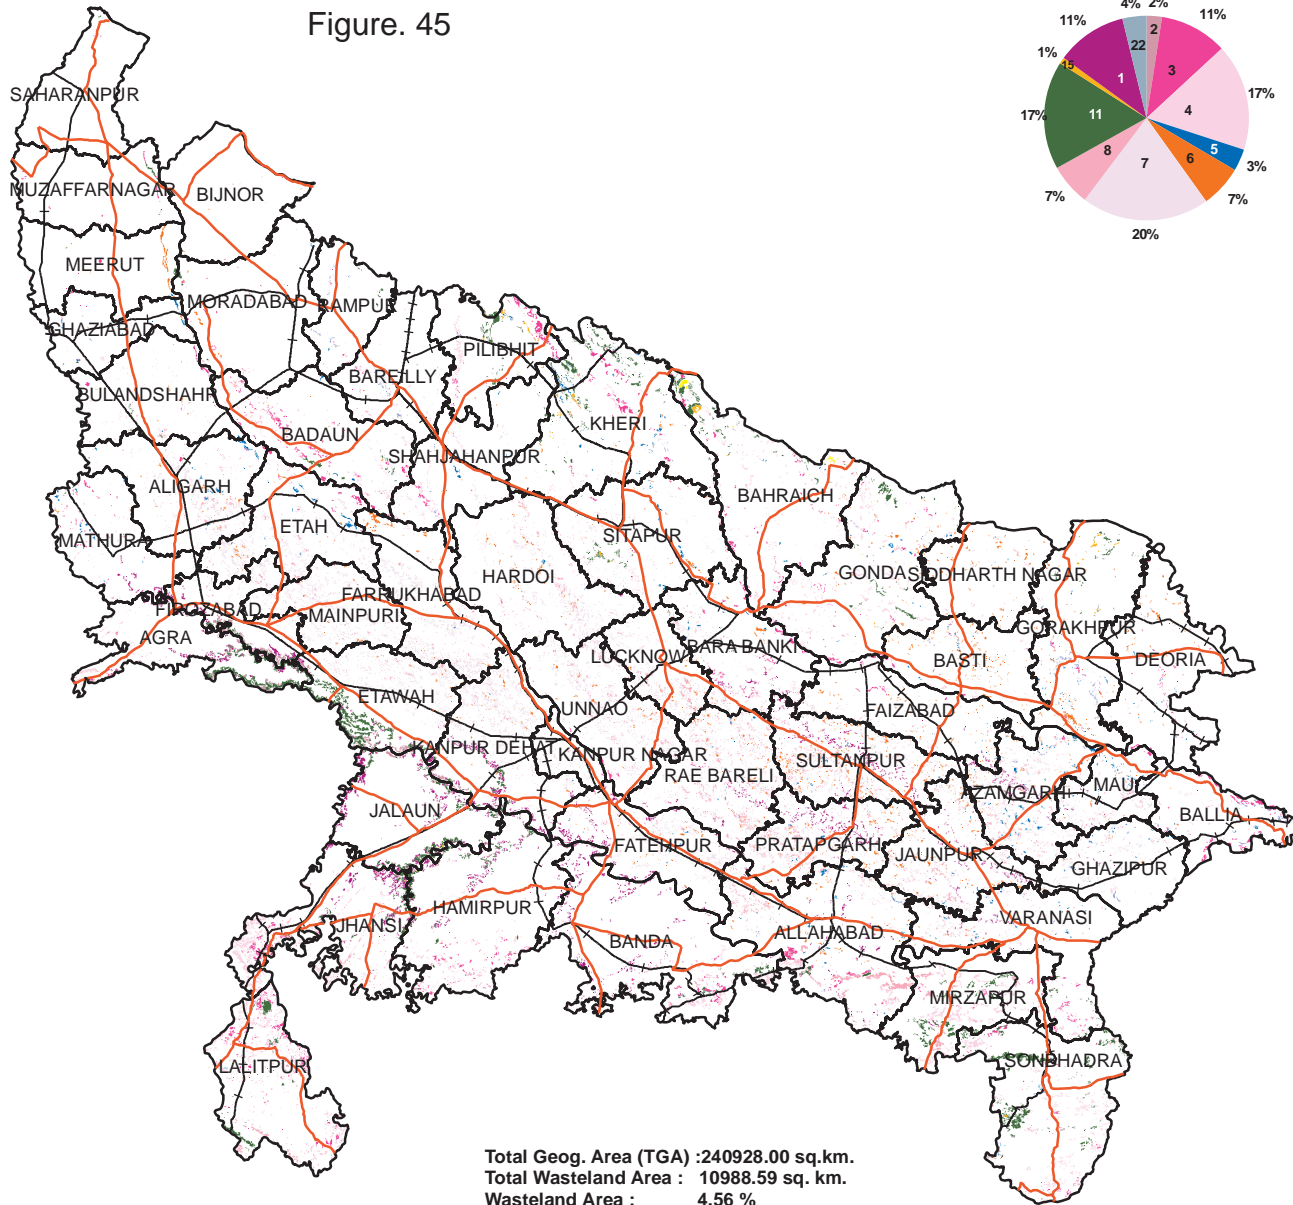 Figure. 45
4%
2%
11%
11%
1%
17%
17%
7%
3%
7%
20%
22
2
3
15
1
4
11
5
8
6
7
SAHARANPUR
MUZAFFARNAGAR
BIJNOR
MEERUT
MORADABAD
RAMPUR
GHAZIABAD
PILIBHIT
BAREILLY
BULANDSHAHR
KHERI
BADAUN
SHAHJAHANPUR
ALIGARH
BAHRAICH
ETAH
MATHURA
SITAPUR
HARDOI
GONDA
SIDDHARTH NAGAR
FARRUKHABAD
FIROZABAD
MAINPURI
AGRA
GORAKHPUR
LUCKNOW
BARA BANKI
BASTI
DEORIA
ETAWAH
UNNAO
FAIZABAD
KANPUR DEHAT
KANPUR NAGAR
RAE BARELI
SULTANPUR
AZAMGARH
MAU
JALAUN
BALLIA
FATEHPUR
PRATAPGARH
JAUNPUR
GHAZIPUR
HAMIRPUR
JHANSI
VARANASI
ALLAHABAD
BANDA
MIRZAPUR
LALITPUR
SONBHADRA
Total Geog. Area (TGA) :240928.00 sq.km.
Total Wasteland Area : 10988.59 sq. km.
Wasteland Area : 4.56 %